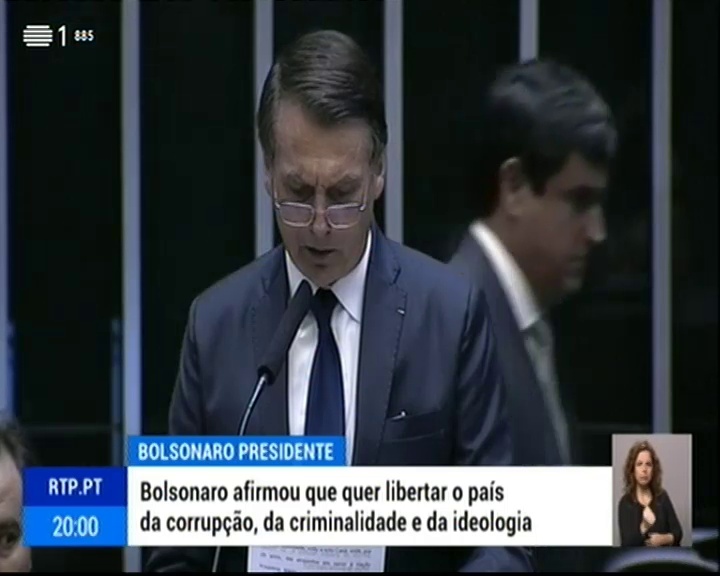 1 885
BOLSONARO PRESIDENTE
RTP.PT
Bolsonaro afirmou que quer libertar o país
da corrupção, da criminalidade e da ideologia
20:00